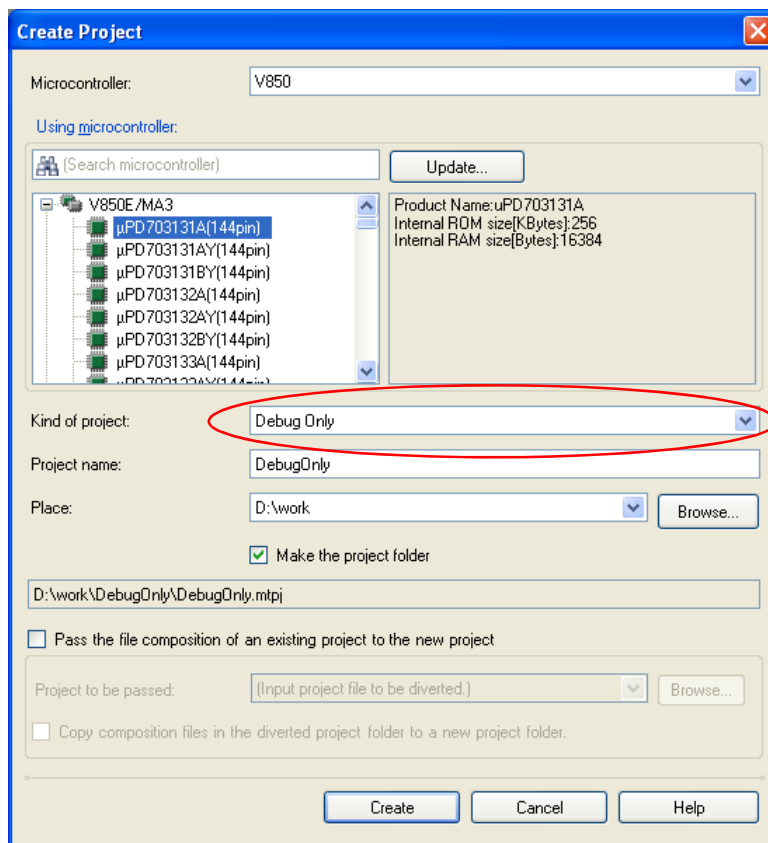 Create Project
Microcontroller: V850
Using microcontroller:
(Search microcontroller) Update...
V850E/MA3
µPD703131A(144pin)
µPD703131AY(144pin)
µPD703131BY(144pin)
µPD703132A(144pin)
µPD703132AY(144pin)
µPD703132BY(144pin)
µPD703133A(144pin)
Product Name:uPD703131A
Internal ROM size[KBytes]:256
Internal RAM size[Bytes]:16384
Kind of project: Debug Only
Project name: DebugOnly
Place: D:\work Browse...
Make the project folder
D:\work\DebugOnly\DebugOnly.mtpj
Pass the file composition of an existing project to the new project
Project to be passed: (Input project file to be diverted.) Browse...
Copy composition files in the diverted project folder to a new project folder.
Create Cancel Help